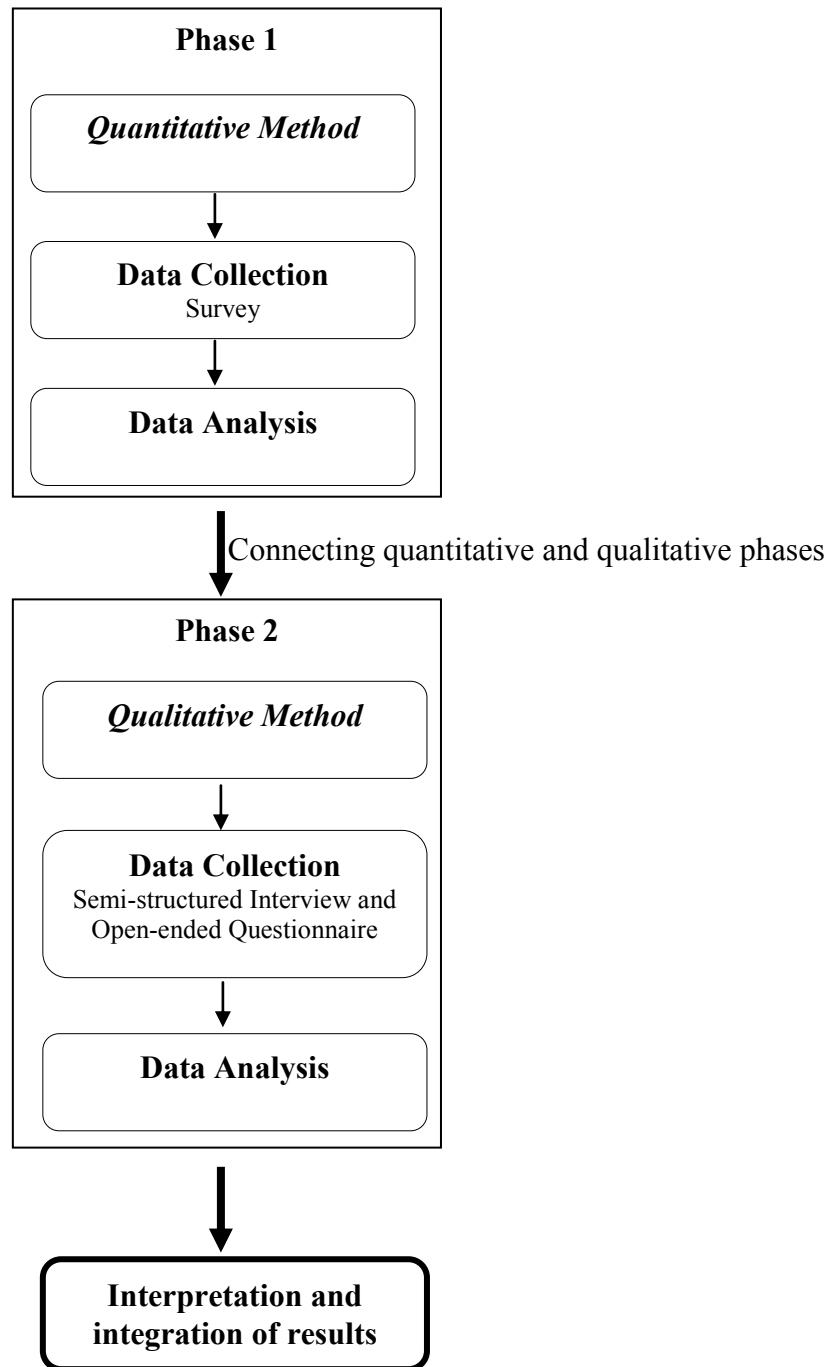 Phase 1
Quantitative Method
Data Collection
Survey
Data Analysis
Connecting quantitative and qualitative phases
Phase 2
Qualitative Method
Data Collection
Semi-structured Interview and
Open-ended Questionnaire
Data Analysis
Interpretation and
integration of results